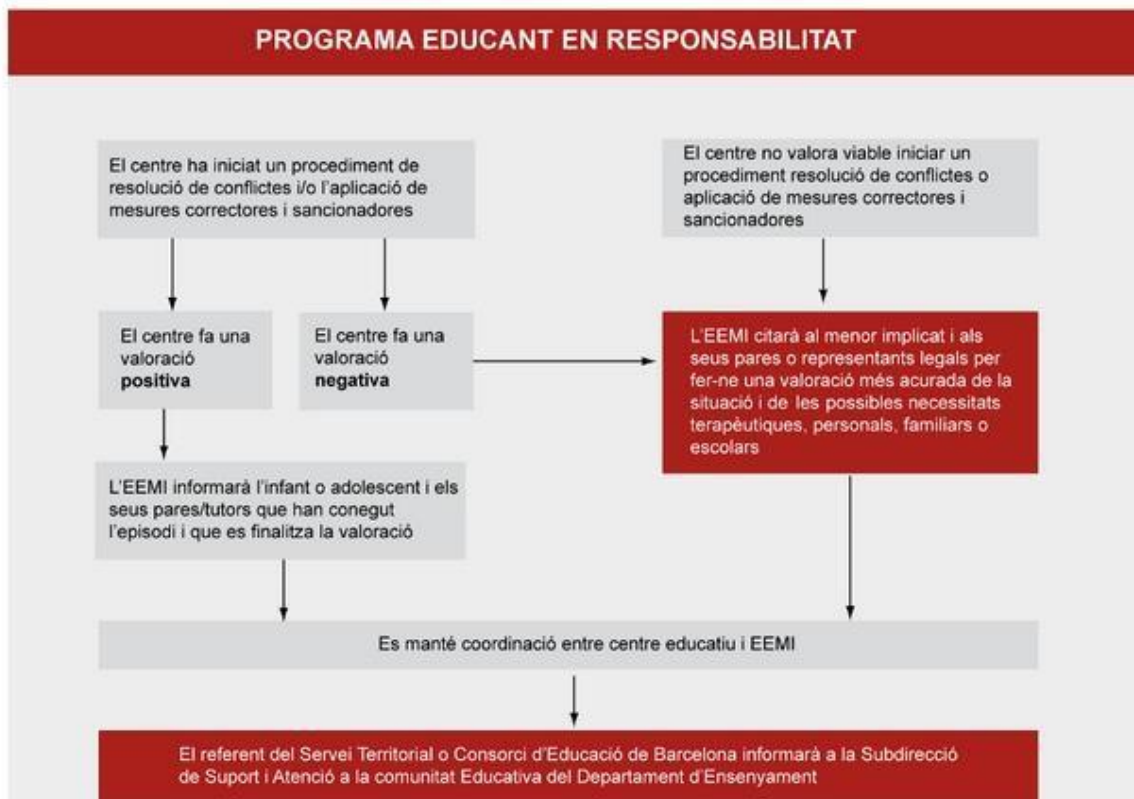 PROGRAMA EDUCANT EN RESPONSABILITAT
El centre ha iniciat un procediment de
resolució de conflictes i/o l'aplicació de
mesures correctores i sancionadores
El centre no valora viable iniciar un
procediment resolució de conflictes o
aplicació de mesures correctores i
sancionadores
El centre fa una
valoració
positiva
El centre fa una
valoració
negativa
L'EEMI citarà al menor implicat i als
seus pares o representants legals per
fer-ne una valoració més acurada de la
situació i de les possibles necessitats
terapèutiques, personals, familiars o
escolars
L'EEMI informarà l'infant o adolescent i els
seus pares/tutors que han conegut
l'episodi i que es finalitza la valoració
Es manté coordinació entre centre educatiu i EEMI
El referent del Servei Territorial o Consorci d'Educació de Barcelona informarà a la Subdirecció
de Suport i Atenció a la comunitat Educativa del Departament d'Ensenyament